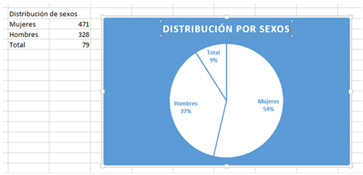 Distribución de sexos
Mujeres 471
Hombres 328
Total 79
DISTRIBUCIÓN POR SEXOS
Total
9%
Hombres
37%
Mujeres
54%